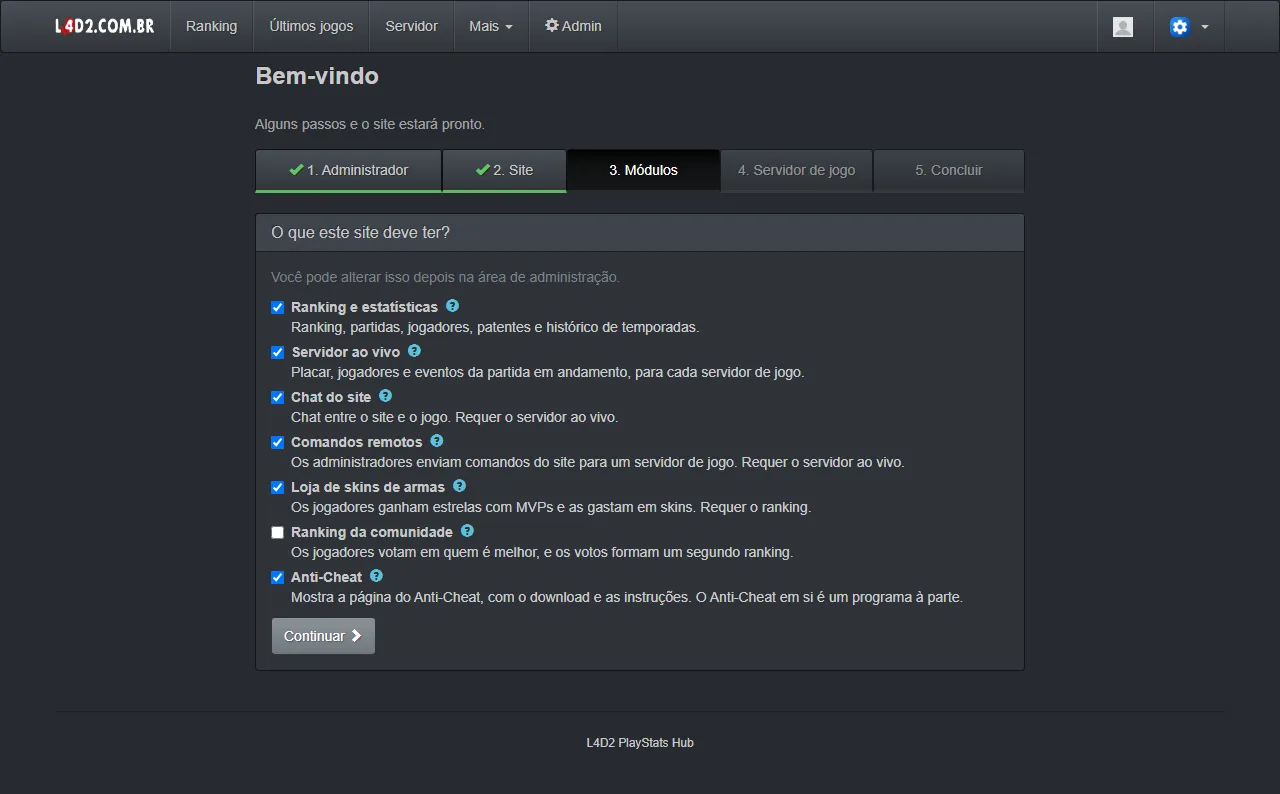 L4D2.COM.BR Ranking Últimos jogos Servidor Mais Admin
Bem-vindo
Alguns passos e o site estará pronto.
1. Administrador 2. Site 3. Módulos 4. Servidor de jogo 5. Concluir
O que este site deve ter?
Você pode alterar isso depois na área de administração.
Ranking e estatísticas ?
Ranking, partidas, jogadores, patentes e histórico de temporadas.
Servidor ao vivo ?
Placar, jogadores e eventos da partida em andamento, para cada servidor de jogo.
Chat do site ?
Chat entre o site e o jogo. Requer o servidor ao vivo.
Comandos remotos ?
Os administradores enviam comandos do site para um servidor de jogo. Requer o servidor ao vivo.
Loja de skins de armas ?
Os jogadores ganham estrelas com MVPs e as gastam em skins. Requer o ranking.
Ranking da comunidade ?
Os jogadores votam em quem é melhor, e os votos formam um segundo ranking.
Anti-Cheat ?
Mostra a página do Anti-Cheat, com o download e as instruções. O Anti-Cheat em si é um programa à parte.
Continuar
L4D2 PlayStats Hub